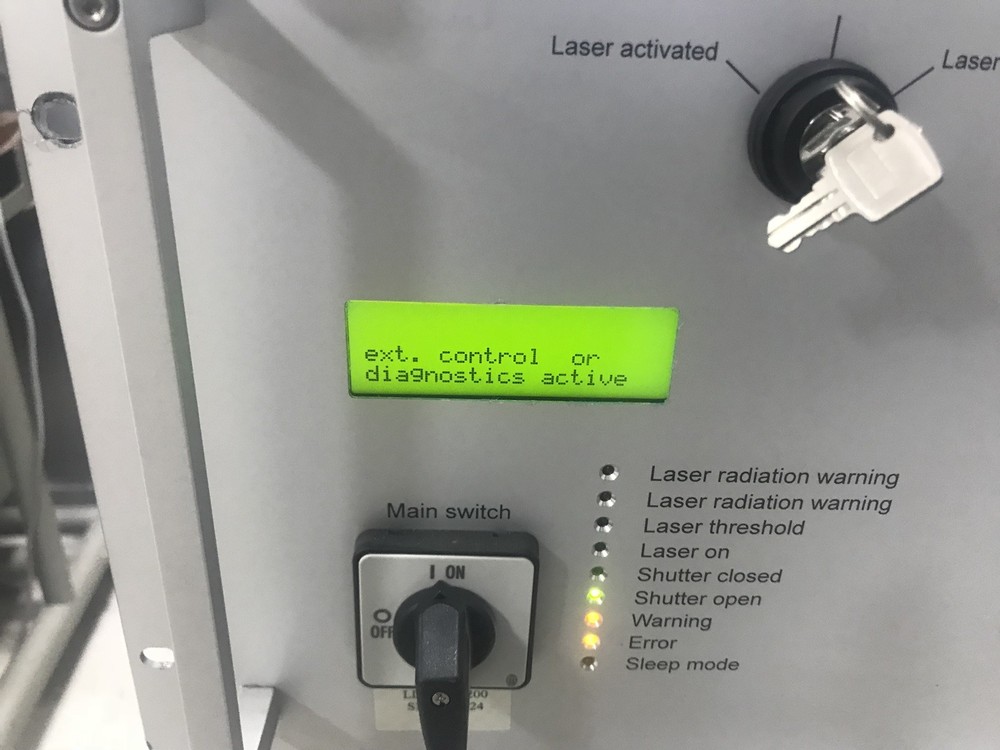 Laser activated
Laser
ext. control or
diagnostics active
Laser radiation warning
Laser radiation warning
Laser threshold
Laser on
Shutter closed
Shutter open
Warning
Error
Sleep mode
Main switch
I ON
O
OFF